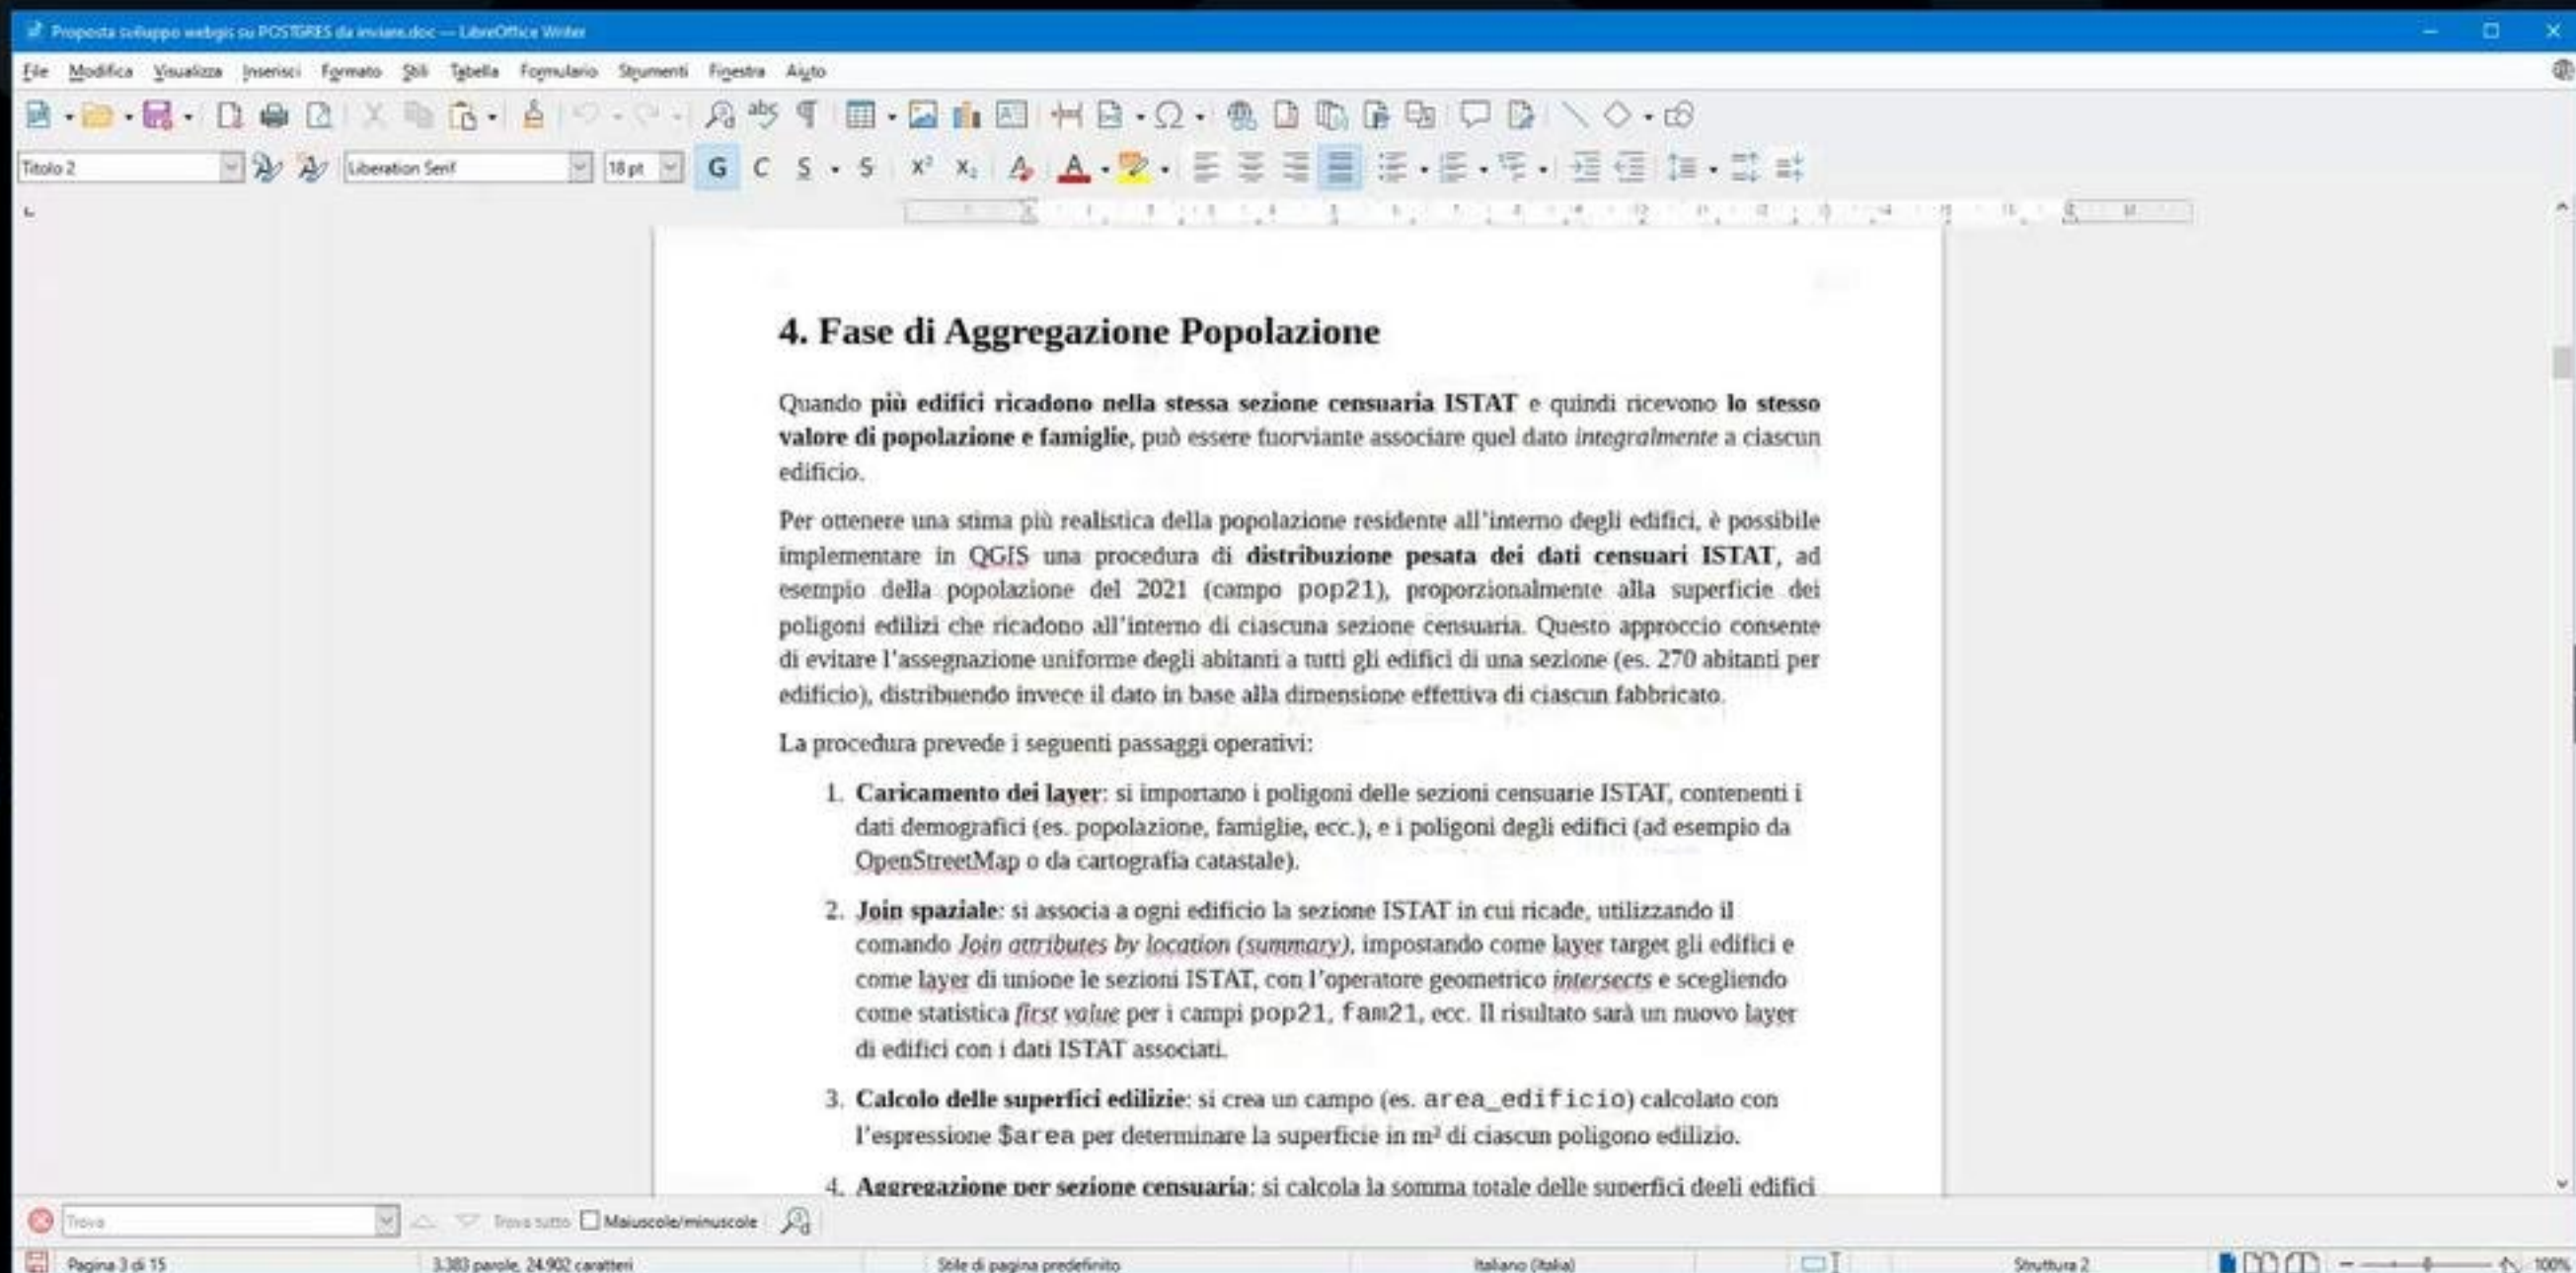 Proposta sviluppo webgis su POSTGRES da inviare.doc — LibreOffice Writer
File Modifica Visualizza Inserisci Formato Stili Tabella Formulario Strumenti Finestra Aiuto
Titolo 2 Liberation Serif 18 pt G C S S X² X₂
4. Fase di Aggregazione Popolazione
Quando più edifici ricadono nella stessa sezione censuaria ISTAT e quindi ricevono lo stesso
valore di popolazione e famiglie, può essere fuorviante associare quel dato integralmente a ciascun
edificio.
Per ottenere una stima più realistica della popolazione residente all'interno degli edifici, è possibile
implementare in QGIS una procedura di distribuzione pesata dei dati censuari ISTAT, ad
esempio della popolazione del 2021 (campo pop21), proporzionalmente alla superficie dei
poligoni edilizi che ricadono all'interno di ciascuna sezione censuaria. Questo approccio consente
di evitare l'assegnazione uniforme degli abitanti a tutti gli edifici di una sezione (es. 270 abitanti per
edificio), distribuendo invece il dato in base alla dimensione effettiva di ciascun fabbricato.
La procedura prevede i seguenti passaggi operativi:
1. Caricamento dei layer: si importano i poligoni delle sezioni censuarie ISTAT, contenenti i
dati demografici (es. popolazione, famiglie, ecc.), e i poligoni degli edifici (ad esempio da
OpenStreetMap o da cartografia catastale).
2. Join spaziale: si associa a ogni edificio la sezione ISTAT in cui ricade, utilizzando il
comando Join attributes by location (summary), impostando come layer target gli edifici e
come layer di unione le sezioni ISTAT, con l'operatore geometrico intersects e scegliendo
come statistica first value per i campi pop21, fam21, ecc. Il risultato sarà un nuovo layer
di edifici con i dati ISTAT associati.
3. Calcolo delle superfici edilizie: si crea un campo (es. area_edificio) calcolato con
l'espressione $area per determinare la superficie in m² di ciascun poligono edilizio.
4. Aggregazione per sezione censuaria: si calcola la somma totale delle superfici degli edifici
Trova Trova tutto Maiuscole/minuscole
Pagina 3 di 15 3.383 parole, 24.902 caratteri Stile di pagina predefinito Italiano (Italia) Struttura 2 100%